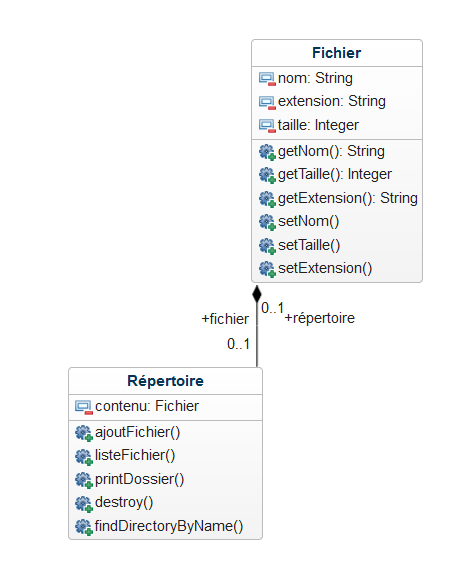 Fichier
nom: String
extension: String
taille: Integer
getNom(): String
getTaille(): Integer
getExtension(): String
setNom()
setTaille()
setExtension()
0..1
+fichier
+répertoire
0..1
Répertoire
contenu: Fichier
ajoutFichier()
listeFichier()
printDossier()
destroy()
findDirectoryByName()